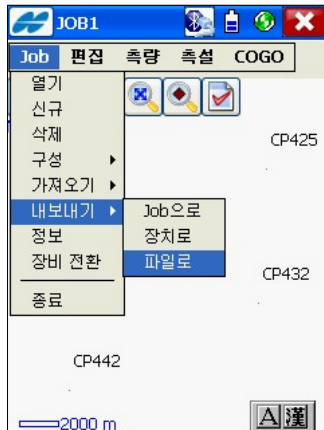 JOB1
Job 편집 측량 측설 COGO
열기
신규
삭제
구성
가져오기
내보내기
정보
장비 전환
종료
Job으로
장치로
파일로
CP425
CP432
CP442
2000 m
A漢